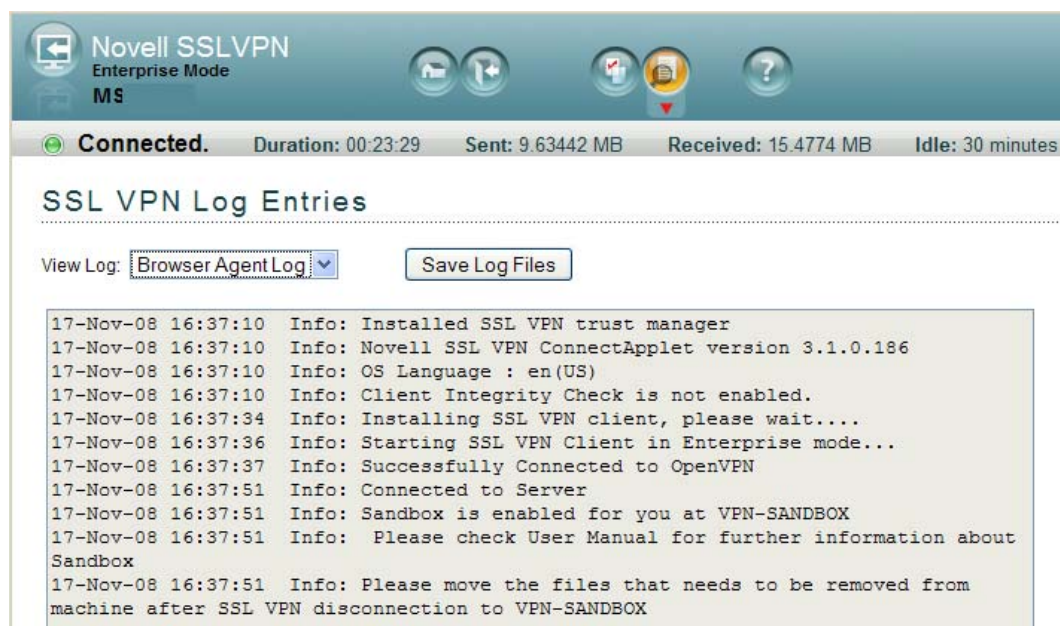 Novell SSLVPN
Enterprise Mode
MS
?
Connected. Duration: 00:23:29 Sent: 9.63442 MB Received: 15.4774 MB Idle: 30 minutes
SSL VPN Log Entries
View Log: Browser Agent Log Save Log Files
17-Nov-08 16:37:10 Info: Installed SSL VPN trust manager
17-Nov-08 16:37:10 Info: Novell SSL VPN ConnectApplet version 3.1.0.186
17-Nov-08 16:37:10 Info: OS Language : en(US)
17-Nov-08 16:37:10 Info: Client Integrity Check is not enabled.
17-Nov-08 16:37:34 Info: Installing SSL VPN client, please wait....
17-Nov-08 16:37:36 Info: Starting SSL VPN Client in Enterprise mode...
17-Nov-08 16:37:37 Info: Successfully Connected to OpenVPN
17-Nov-08 16:37:51 Info: Connected to Server
17-Nov-08 16:37:51 Info: Sandbox is enabled for you at VPN-SANDBOX
17-Nov-08 16:37:51 Info:  Please check User Manual for further information about
Sandbox
17-Nov-08 16:37:51 Info: Please move the files that needs to be removed from
machine after SSL VPN disconnection to VPN-SANDBOX